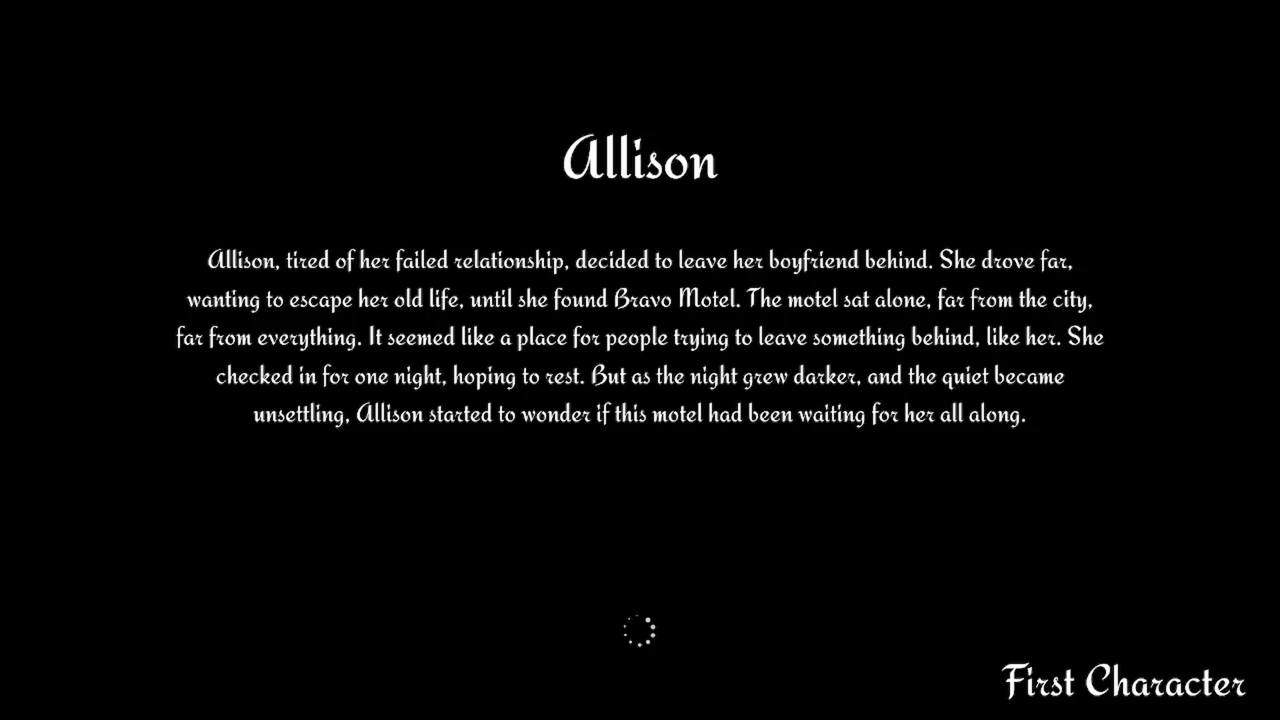 Allison
Allison, tired of her failed relationship, decided to leave her boyfriend behind. She drove far,
wanting to escape her old life, until she found Bravo Motel. The motel sat alone, far from the city,
far from everything. It seemed like a place for people trying to leave something behind, like her. She
checked in for one night, hoping to rest. But as the night grew darker, and the quiet became
unsettling, Allison started to wonder if this motel had been waiting for her all along.
First Character